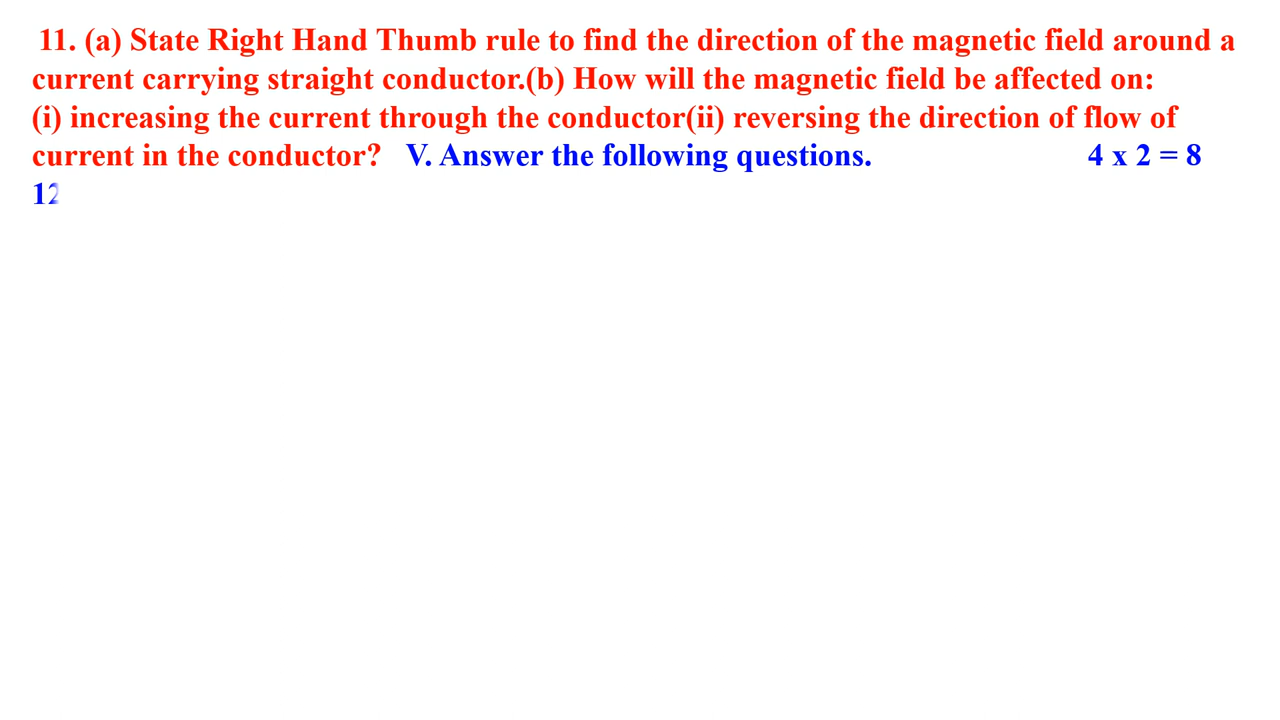 11. (a) State Right Hand Thumb rule to find the direction of the magnetic field around a
current carrying straight conductor.(b) How will the magnetic field be affected on:
(i) increasing the current through the conductor(ii) reversing the direction of flow of
current in the conductor? V. Answer the following questions. 4 x 2 = 8
12